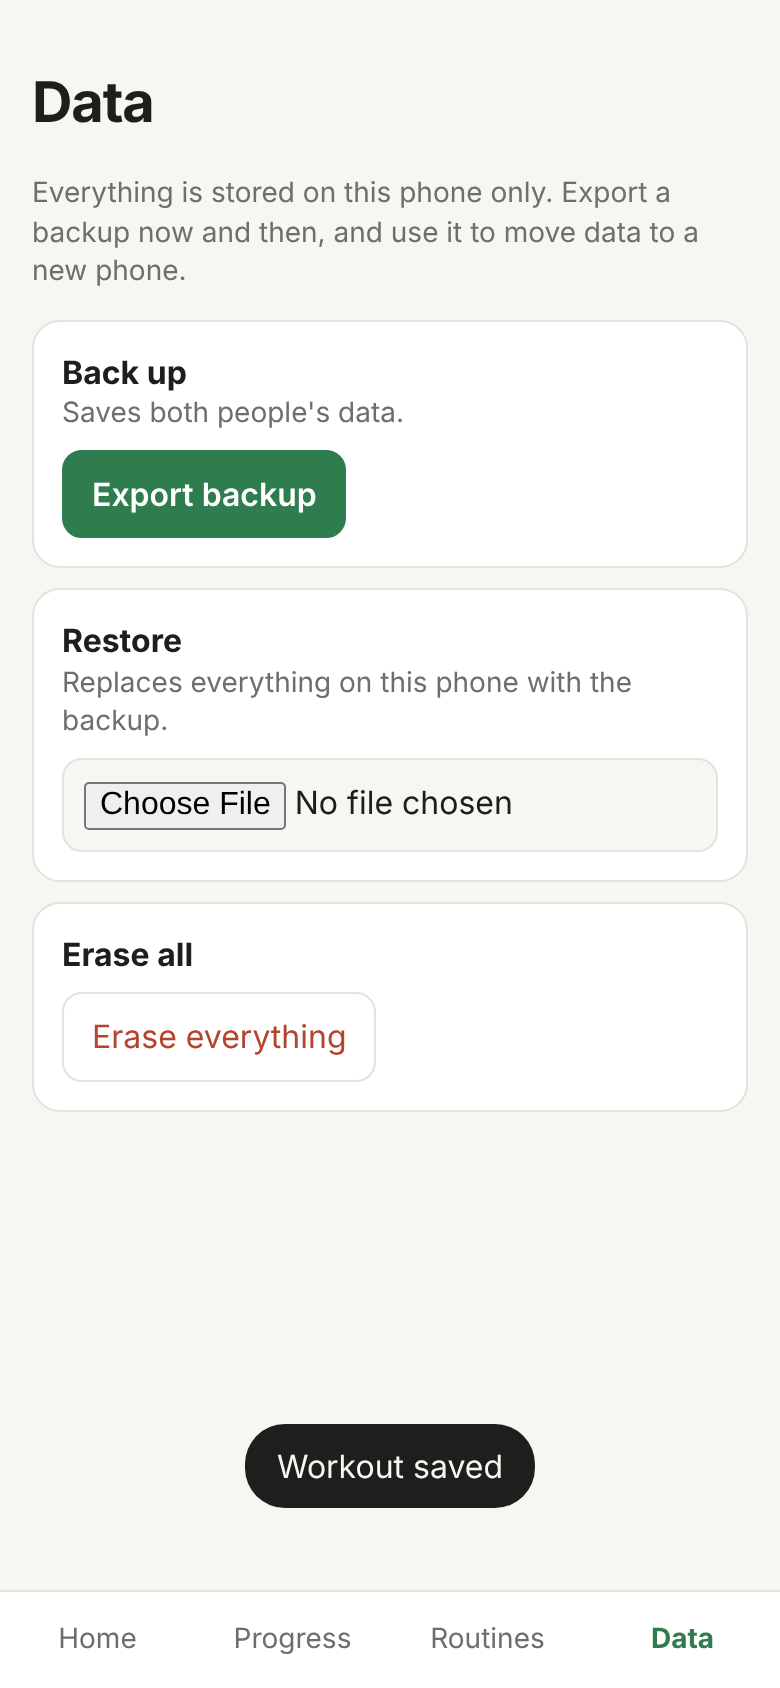 Data
Everything is stored on this phone only. Export a
backup now and then, and use it to move data to a
new phone.
Back up
Saves both people's data.
Export backup
Restore
Replaces everything on this phone with the
backup.
Choose File No file chosen
Erase all
Erase everything
Workout saved
Home Progress Routines Data